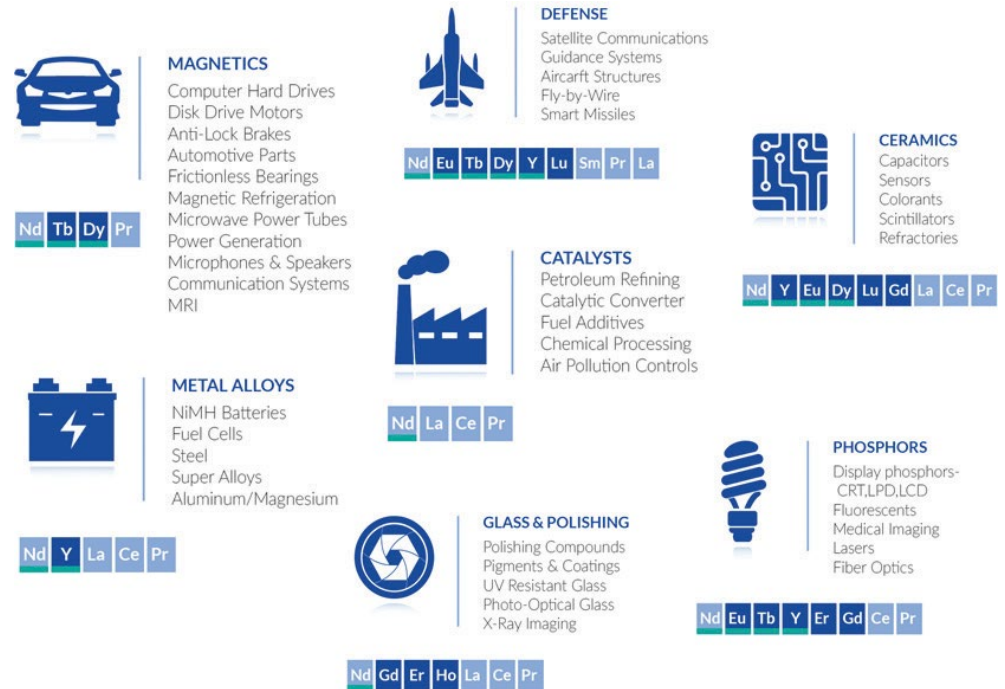 MAGNETICS
Computer Hard Drives
Disk Drive Motors
Anti-Lock Brakes
Automotive Parts
Frictionless Bearings
Magnetic Refrigeration
Microwave Power Tubes
Power Generation
Microphones & Speakers
Communication Systems
MRI
Nd Tb Dy Pr
DEFENSE
Satellite Communications
Guidance Systems
Aircarft Structures
Fly-by-Wire
Smart Missiles
Nd Eu Tb Dy Y Lu Sm Pr La
CERAMICS
Capacitors
Sensors
Colorants
Scintillators
Refractories
Nd Y Eu Dy Lu Gd La Ce Pr
CATALYSTS
Petroleum Refining
Catalytic Converter
Fuel Additives
Chemical Processing
Air Pollution Controls
Nd La Ce Pr
METAL ALLOYS
NiMH Batteries
Fuel Cells
Steel
Super Alloys
Aluminum/Magnesium
Nd Y La Ce Pr
GLASS & POLISHING
Polishing Compounds
Pigments & Coatings
UV Resistant Glass
Photo-Optical Glass
X-Ray Imaging
Nd Gd Er Ho La Ce Pr
PHOSPHORS
Display phosphors-
CRT,LPD,LCD
Fluorescents
Medical Imaging
Lasers
Fiber Optics
Nd Eu Tb Y Er Gd Ce Pr